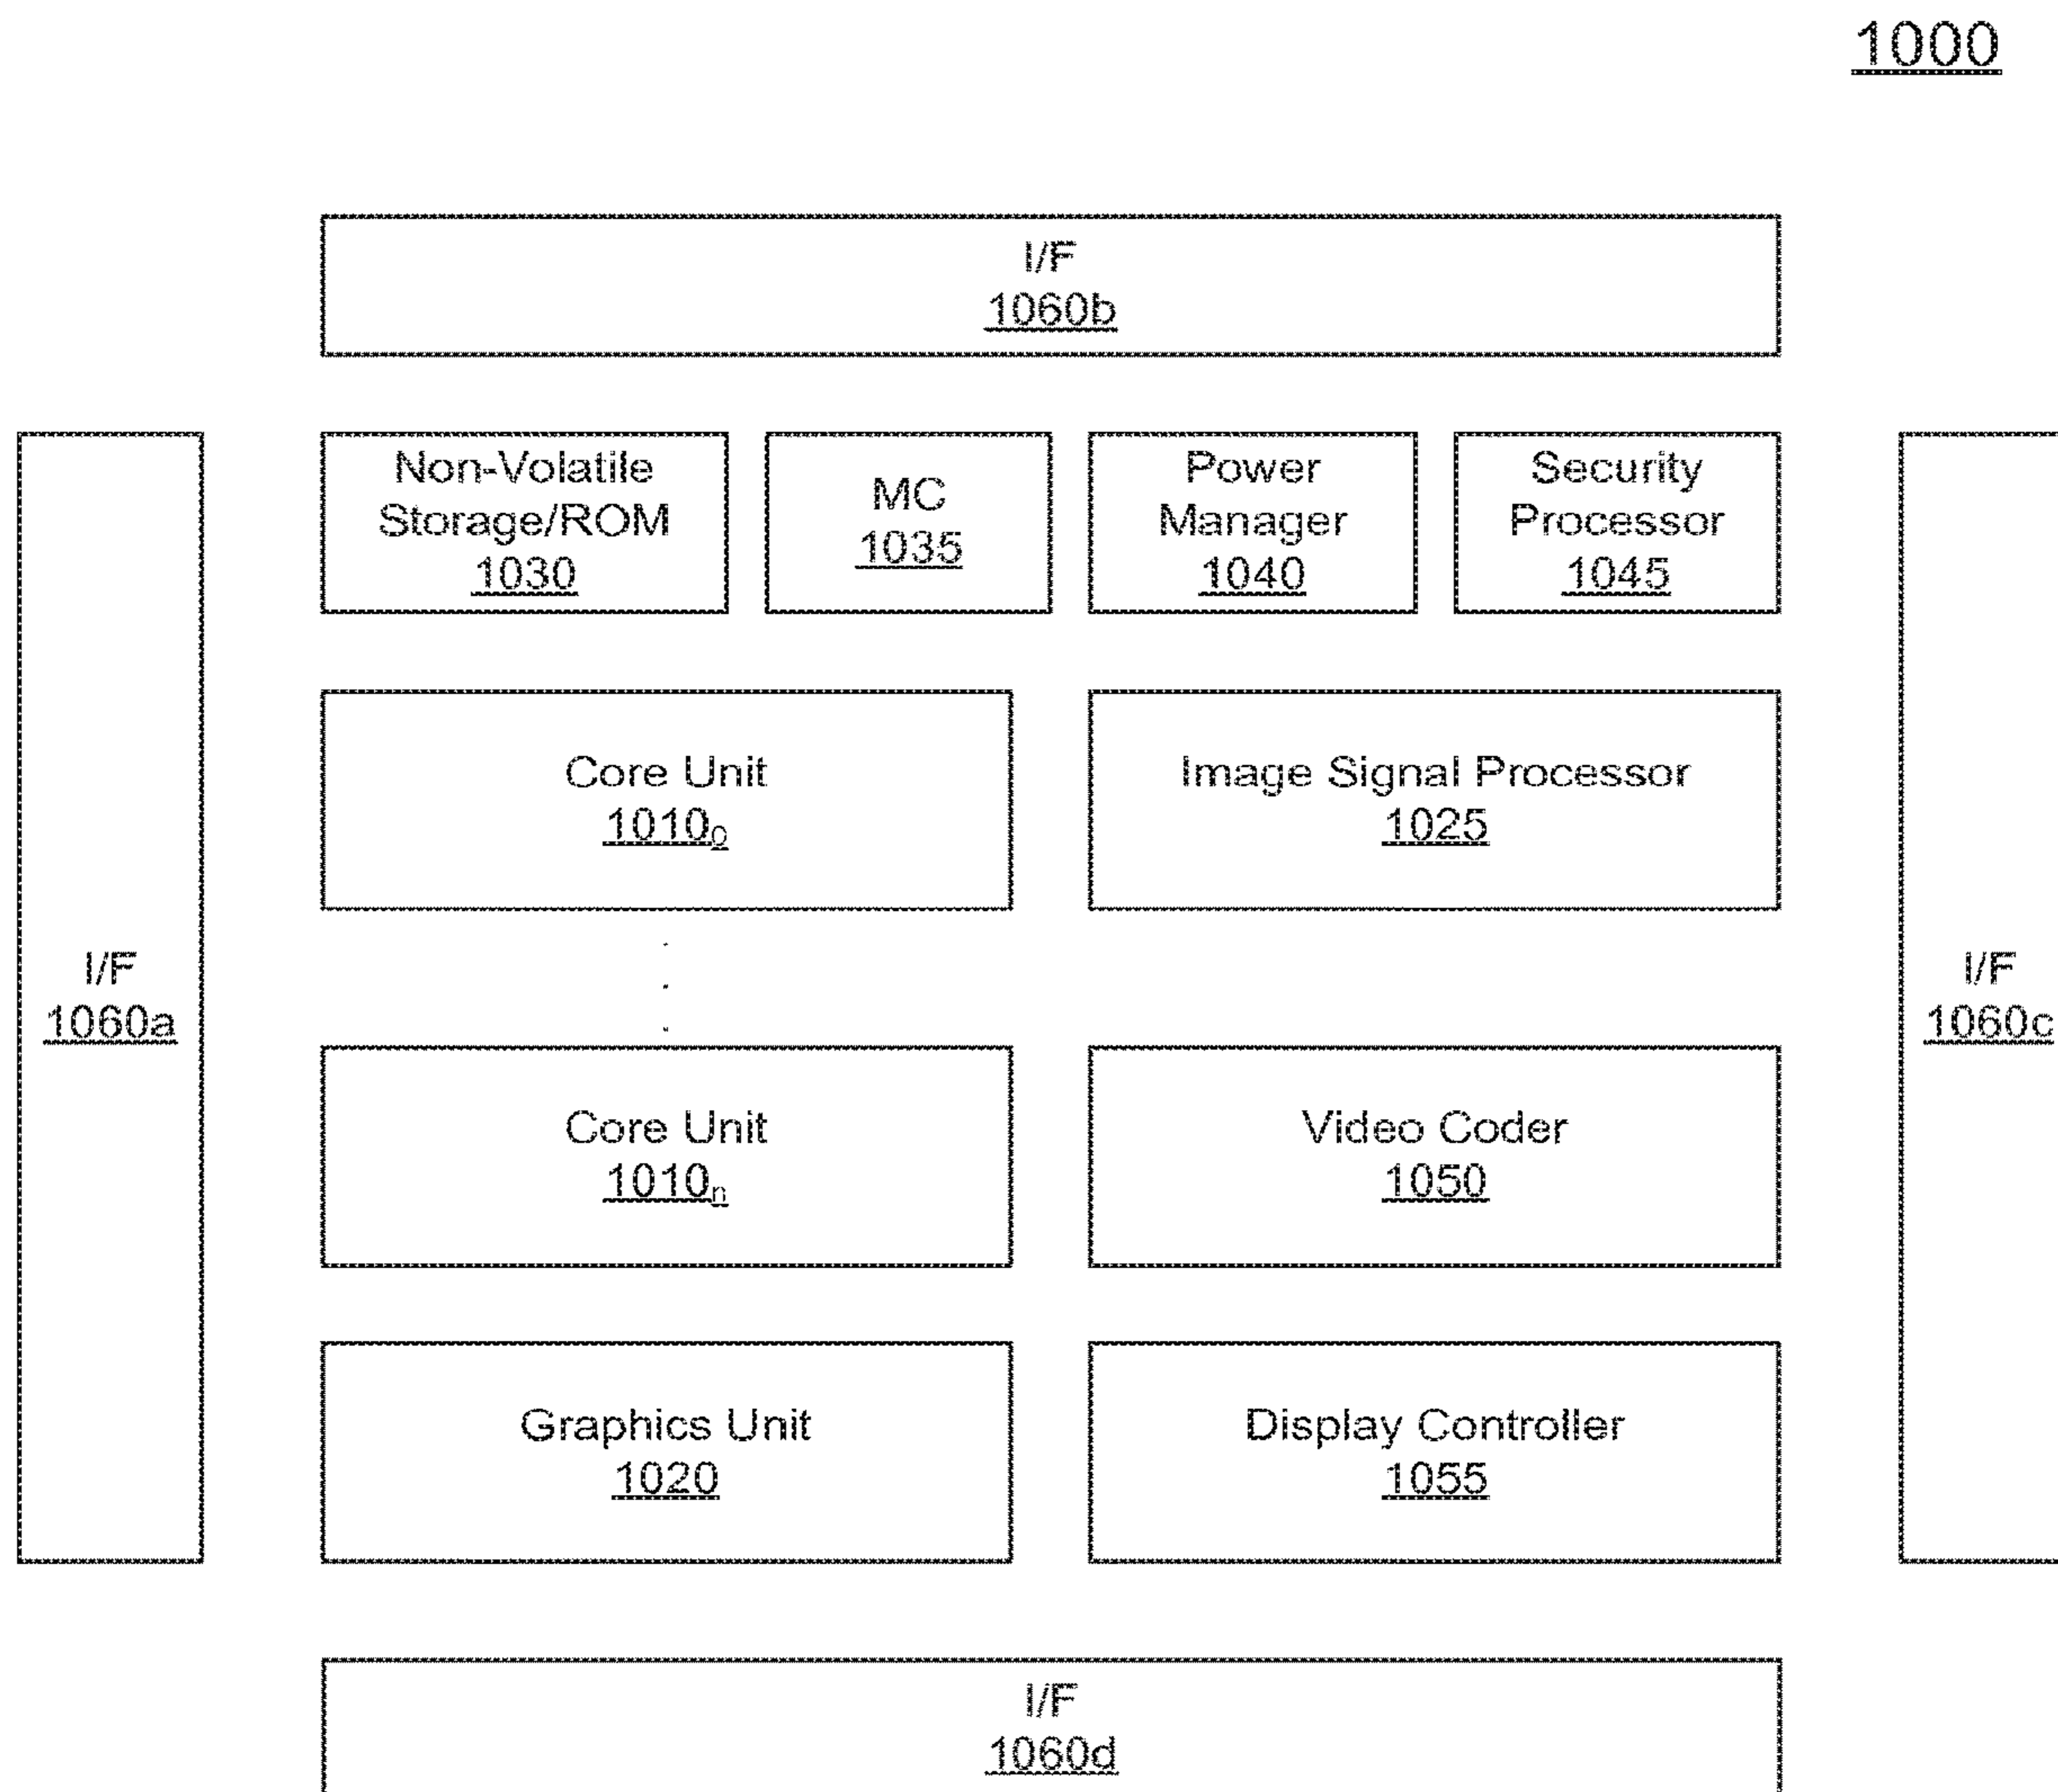 1000
I/F
1060b
Non-Volatile
Storage/ROM
1030
MC
1035
Power
Manager
1040
Security
Processor
1045
Core Unit
1010₀
Image Signal Processor
1025
I/F
1060a
I/F
1060c
Core Unit
1010ₙ
Video Coder
1050
Graphics Unit
1020
Display Controller
1055
I/F
1060d